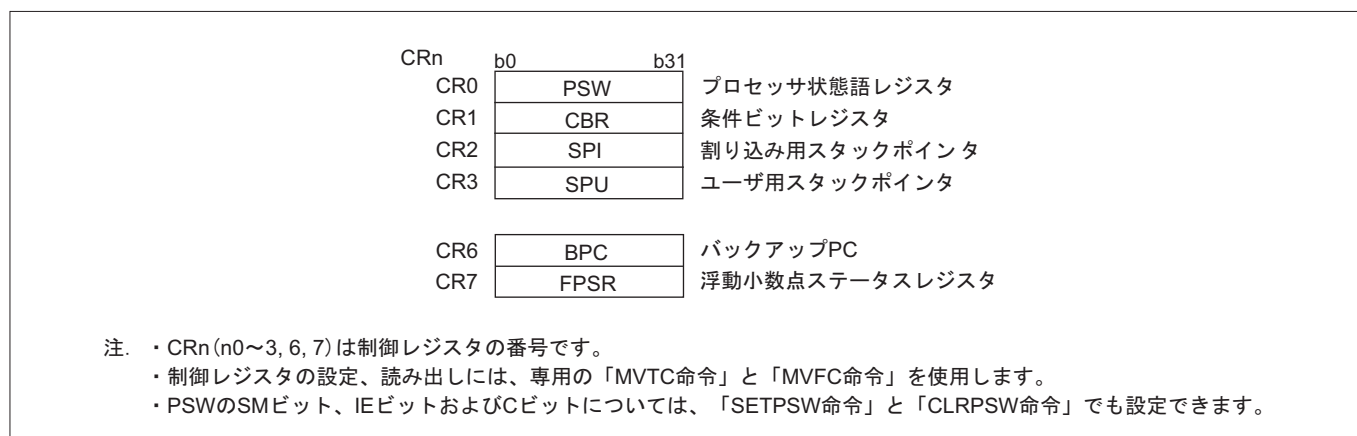 CRn b0 b31
CR0 PSW プロセッサ状態語レジスタ
CR1 CBR 条件ビットレジスタ
CR2 SPI 割り込み用スタックポインタ
CR3 SPU ユーザ用スタックポインタ
CR6 BPC バックアップPC
CR7 FPSR 浮動小数点ステータスレジスタ
注. ・CRn(n0～3, 6, 7)は制御レジスタの番号です。
・制御レジスタの設定、読み出しには、専用の「MVTC命令」と「MVFC命令」を使用します。
・PSWのSMビット、IEビットおよびCビットについては、「SETPSW命令」と「CLRPSW命令」でも設定できます。